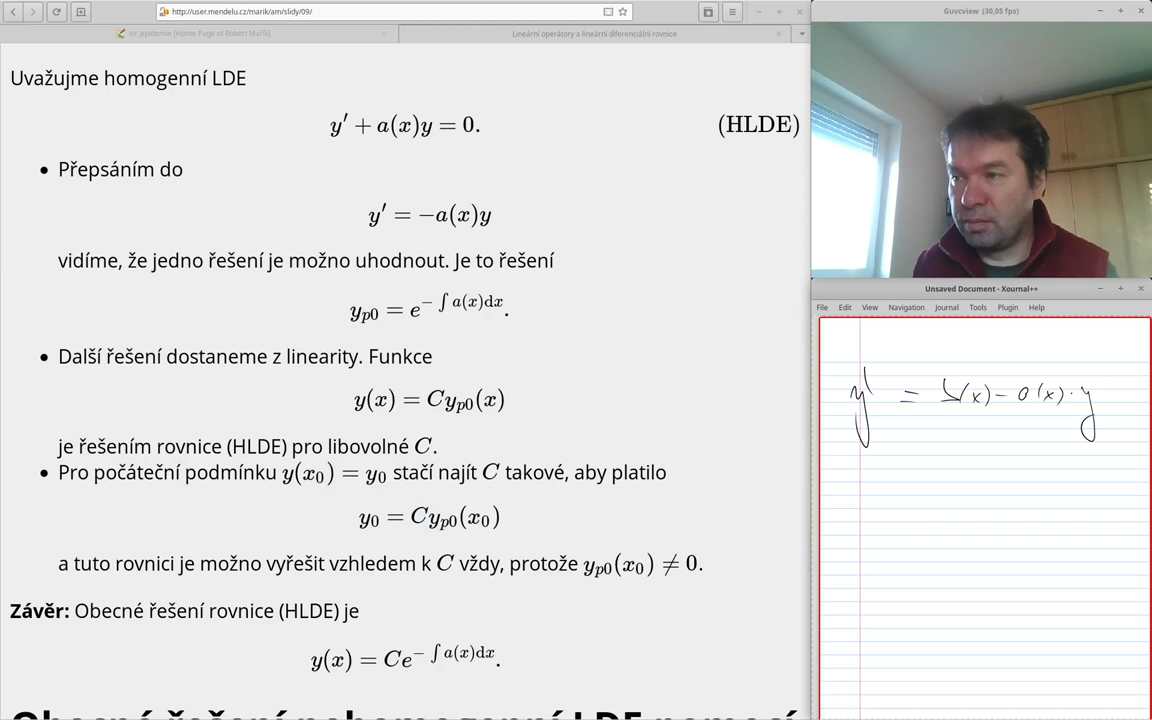 http://user.mendelu.cz/marik/am/slidy/09/
sir_epidemie [Home Page of Robert Mařík]
Lineární operátory a lineární diferenciální rovnice
Uvažujme homogenní LDE
y′ + a(x)y = 0. (HLDE)
• Přepsáním do
y′ = −a(x)y
vidíme, že jedno řešení je možno uhodnout. Je to řešení
y_{p0} = e^{− ∫ a(x)dx}.
• Další řešení dostaneme z linearity. Funkce
y(x) = Cy_{p0}(x)
je řešením rovnice (HLDE) pro libovolné C.
• Pro počáteční podmínku y(x_0) = y_0 stačí najít C takové, aby platilo
y_0 = Cy_{p0}(x_0)
a tuto rovnici je možno vyřešit vzhledem k C vždy, protože y_{p0}(x_0) ≠ 0.
Závěr: Obecné řešení rovnice (HLDE) je
y(x) = Ce^{− ∫ a(x)dx}.
Obecné řešení nehomogenní LDE pomocí
Guvcview (30,05 fps)
Unsaved Document - Xournal++
File Edit View Navigation Journal Tools Plugin Help
y′ = b(x) − a(x) · y